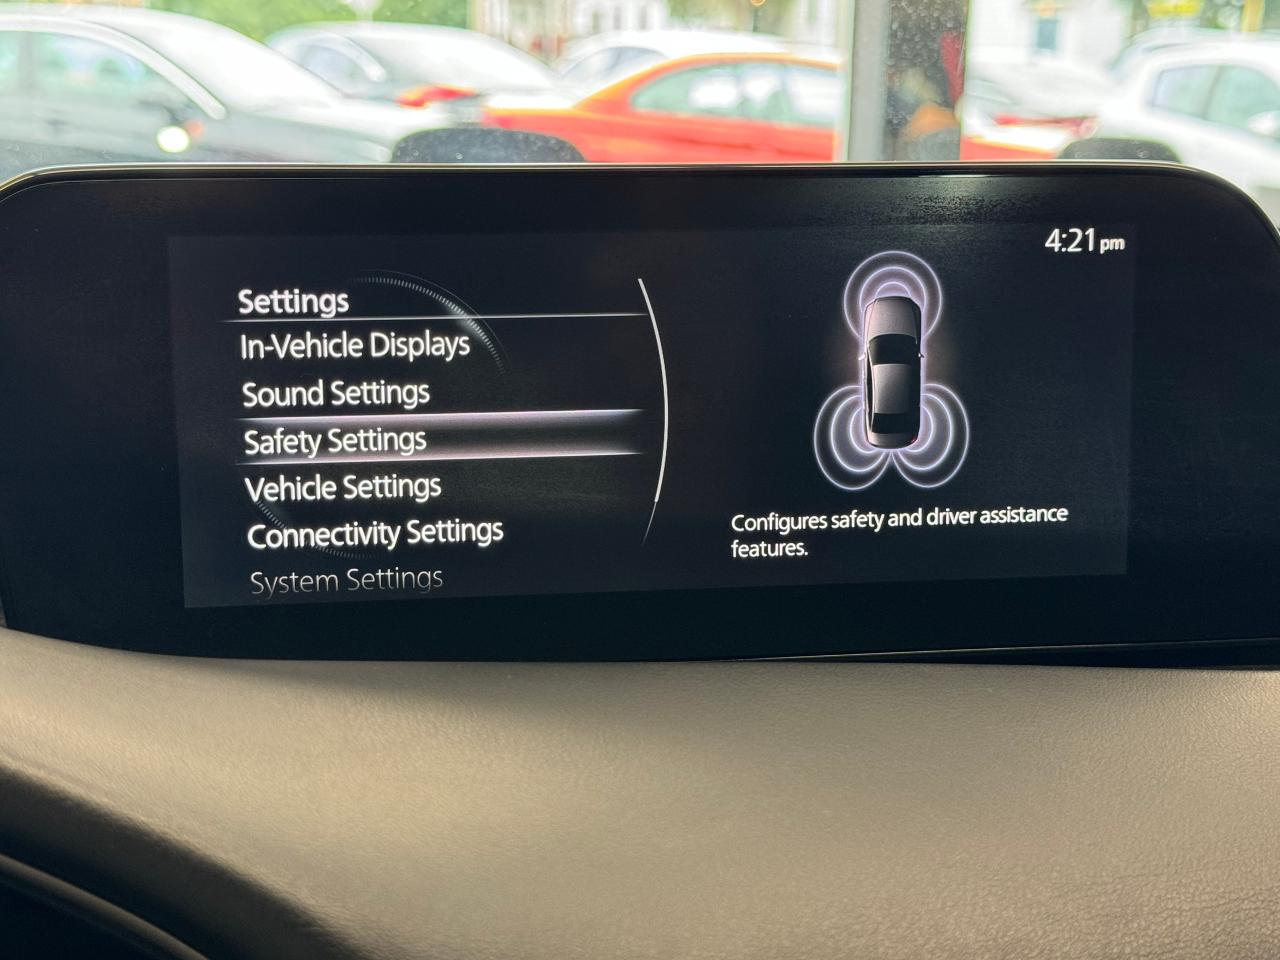 4:21 pm
Settings
In-Vehicle Displays
Sound Settings
Safety Settings
Vehicle Settings
Connectivity Settings
System Settings
Configures safety and driver assistance
features.